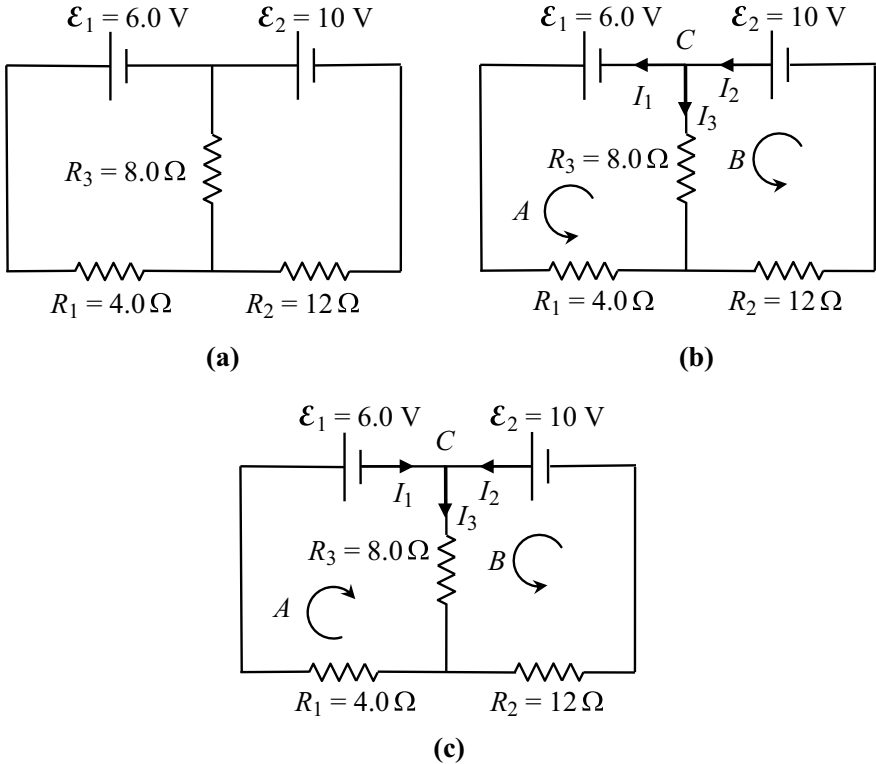 ℰ1 = 6.0 V ℰ2 = 10 V
R3 = 8.0 Ω
R1 = 4.0 Ω R2 = 12 Ω
(a)
ℰ1 = 6.0 V ℰ2 = 10 V
C
I1 I2
I3
R3 = 8.0 Ω B
A
R1 = 4.0 Ω R2 = 12 Ω
(b)
ℰ1 = 6.0 V ℰ2 = 10 V
C
I1 I2
I3
R3 = 8.0 Ω B
A
R1 = 4.0 Ω R2 = 12 Ω
(c)